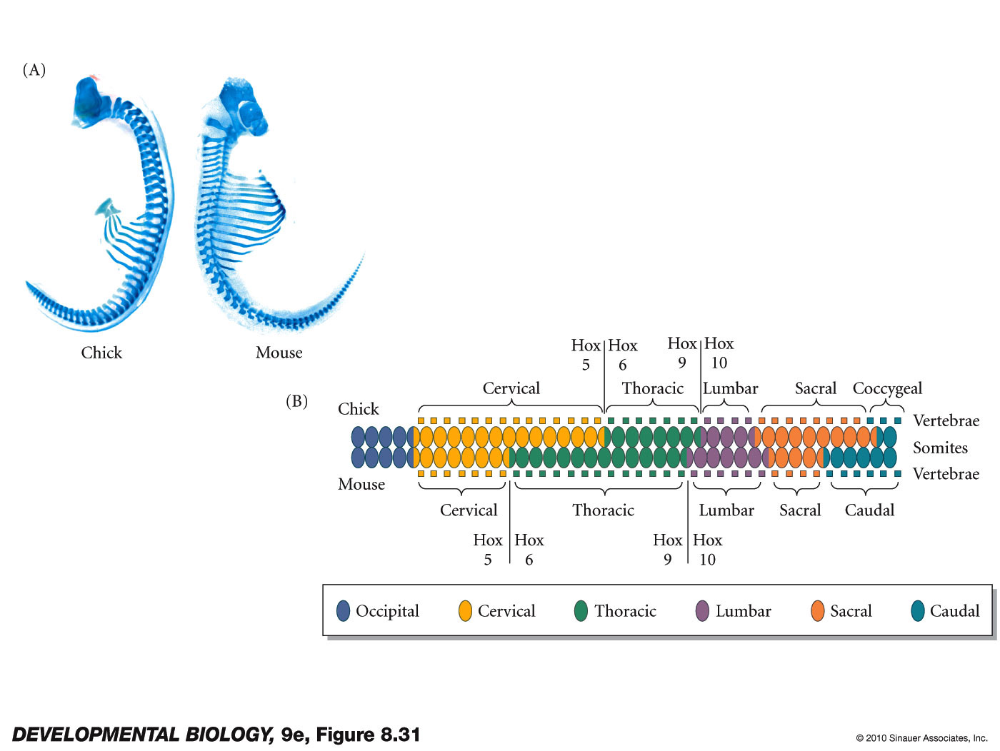 (A)
Chick
Mouse
(B)
Hox Hox
5 6
Hox Hox
9 10
Cervical Thoracic Lumbar Sacral Coccygeal
Chick
Vertebrae
Somites
Vertebrae
Mouse
Cervical Thoracic Lumbar Sacral Caudal
Hox Hox
5 6
Hox Hox
9 10
Occipital Cervical Thoracic Lumbar Sacral Caudal
DEVELOPMENTAL BIOLOGY, 9e, Figure 8.31
© 2010 Sinauer Associates, Inc.